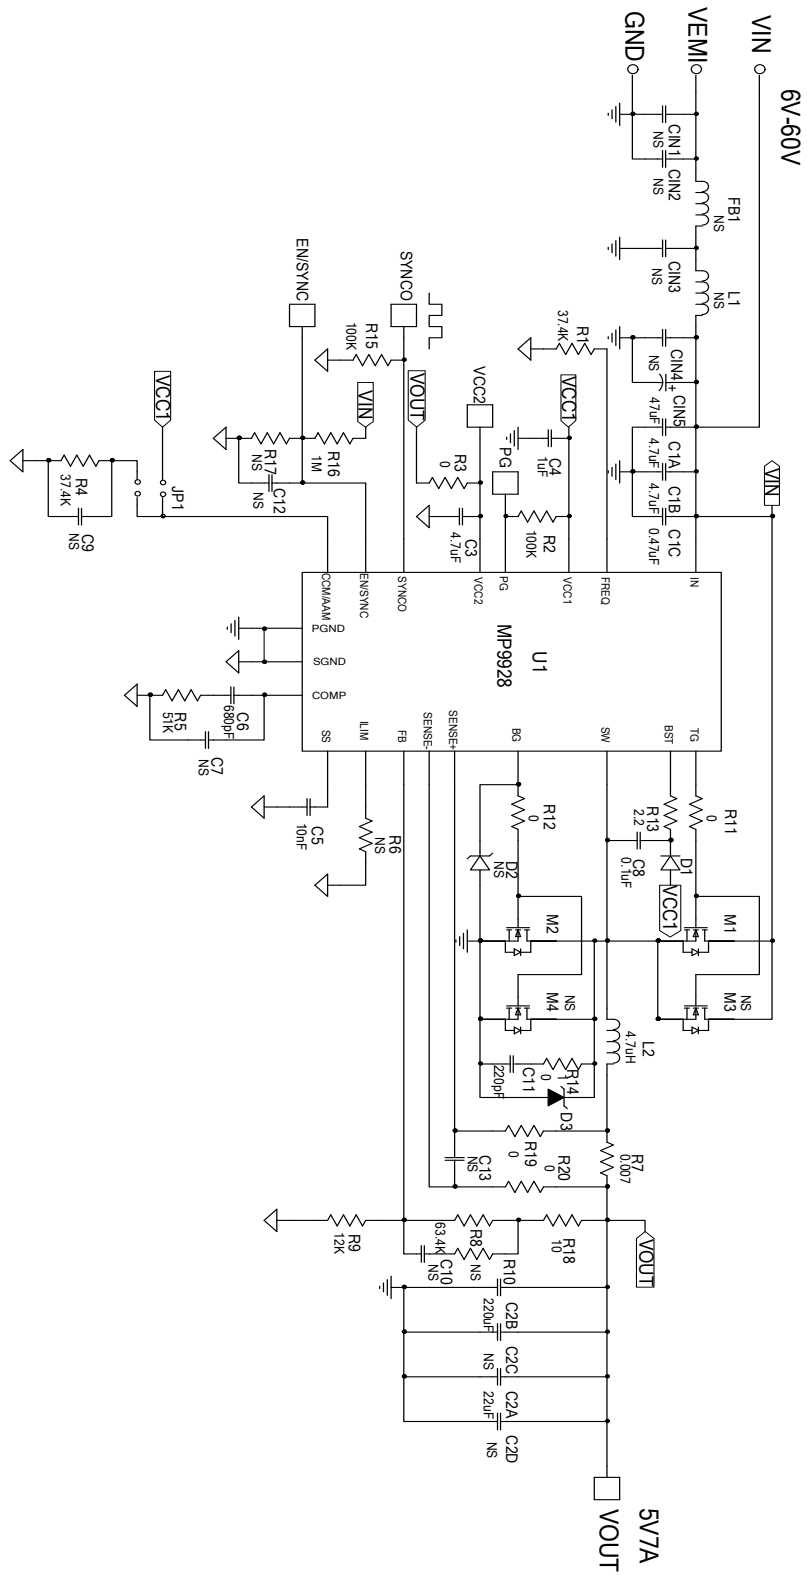 6V-60V
VIN
VEMI
GND
CIN1
NS
CIN2
NS
FB1
NS
CIN3
NS
L1
NS
CIN4
NS
+
CIN5
47uF
C1A
4.7uF
C1B
4.7uF
C1C
0.47uF
VIN
R1
37.4K
VCC1
C4
1uF
PG
R2
100K
VCC2
VOUT
R3
0
C3
4.7uF
SYNCO
R15
100K
EN/SYNC
VIN
R16
1M
R17
NS
C12
NS
VCC1
JP1
R4
37.4K
C9
NS
IN
FREQ
VCC1
PG
VCC2
SYNCO
EN/SYNC
CCM/AAM
U1
MP9928
PGND
SGND
COMP
TG
BST
SW
BG
SENSE+
SENSE-
FB
ILIM
SS
C6
680pF
R5
51K
C7
NS
C5
10nF
R6
NS
R11
0
R13
2.2
D1
VCC1
C8
0.1uF
R12
0
D2
NS
M1
M3
NS
M2
M4
NS
L2
4.7uH
R14
0
C11
220pF
1
D3
R19
0
R20
0
C13
NS
R7
0.007
VOUT
R18
10
R8
63.4K
R10
NS
C10
NS
R9
12K
C2B
220uF
C2C
NS
C2A
22uF
C2D
NS
5V7A
VOUT